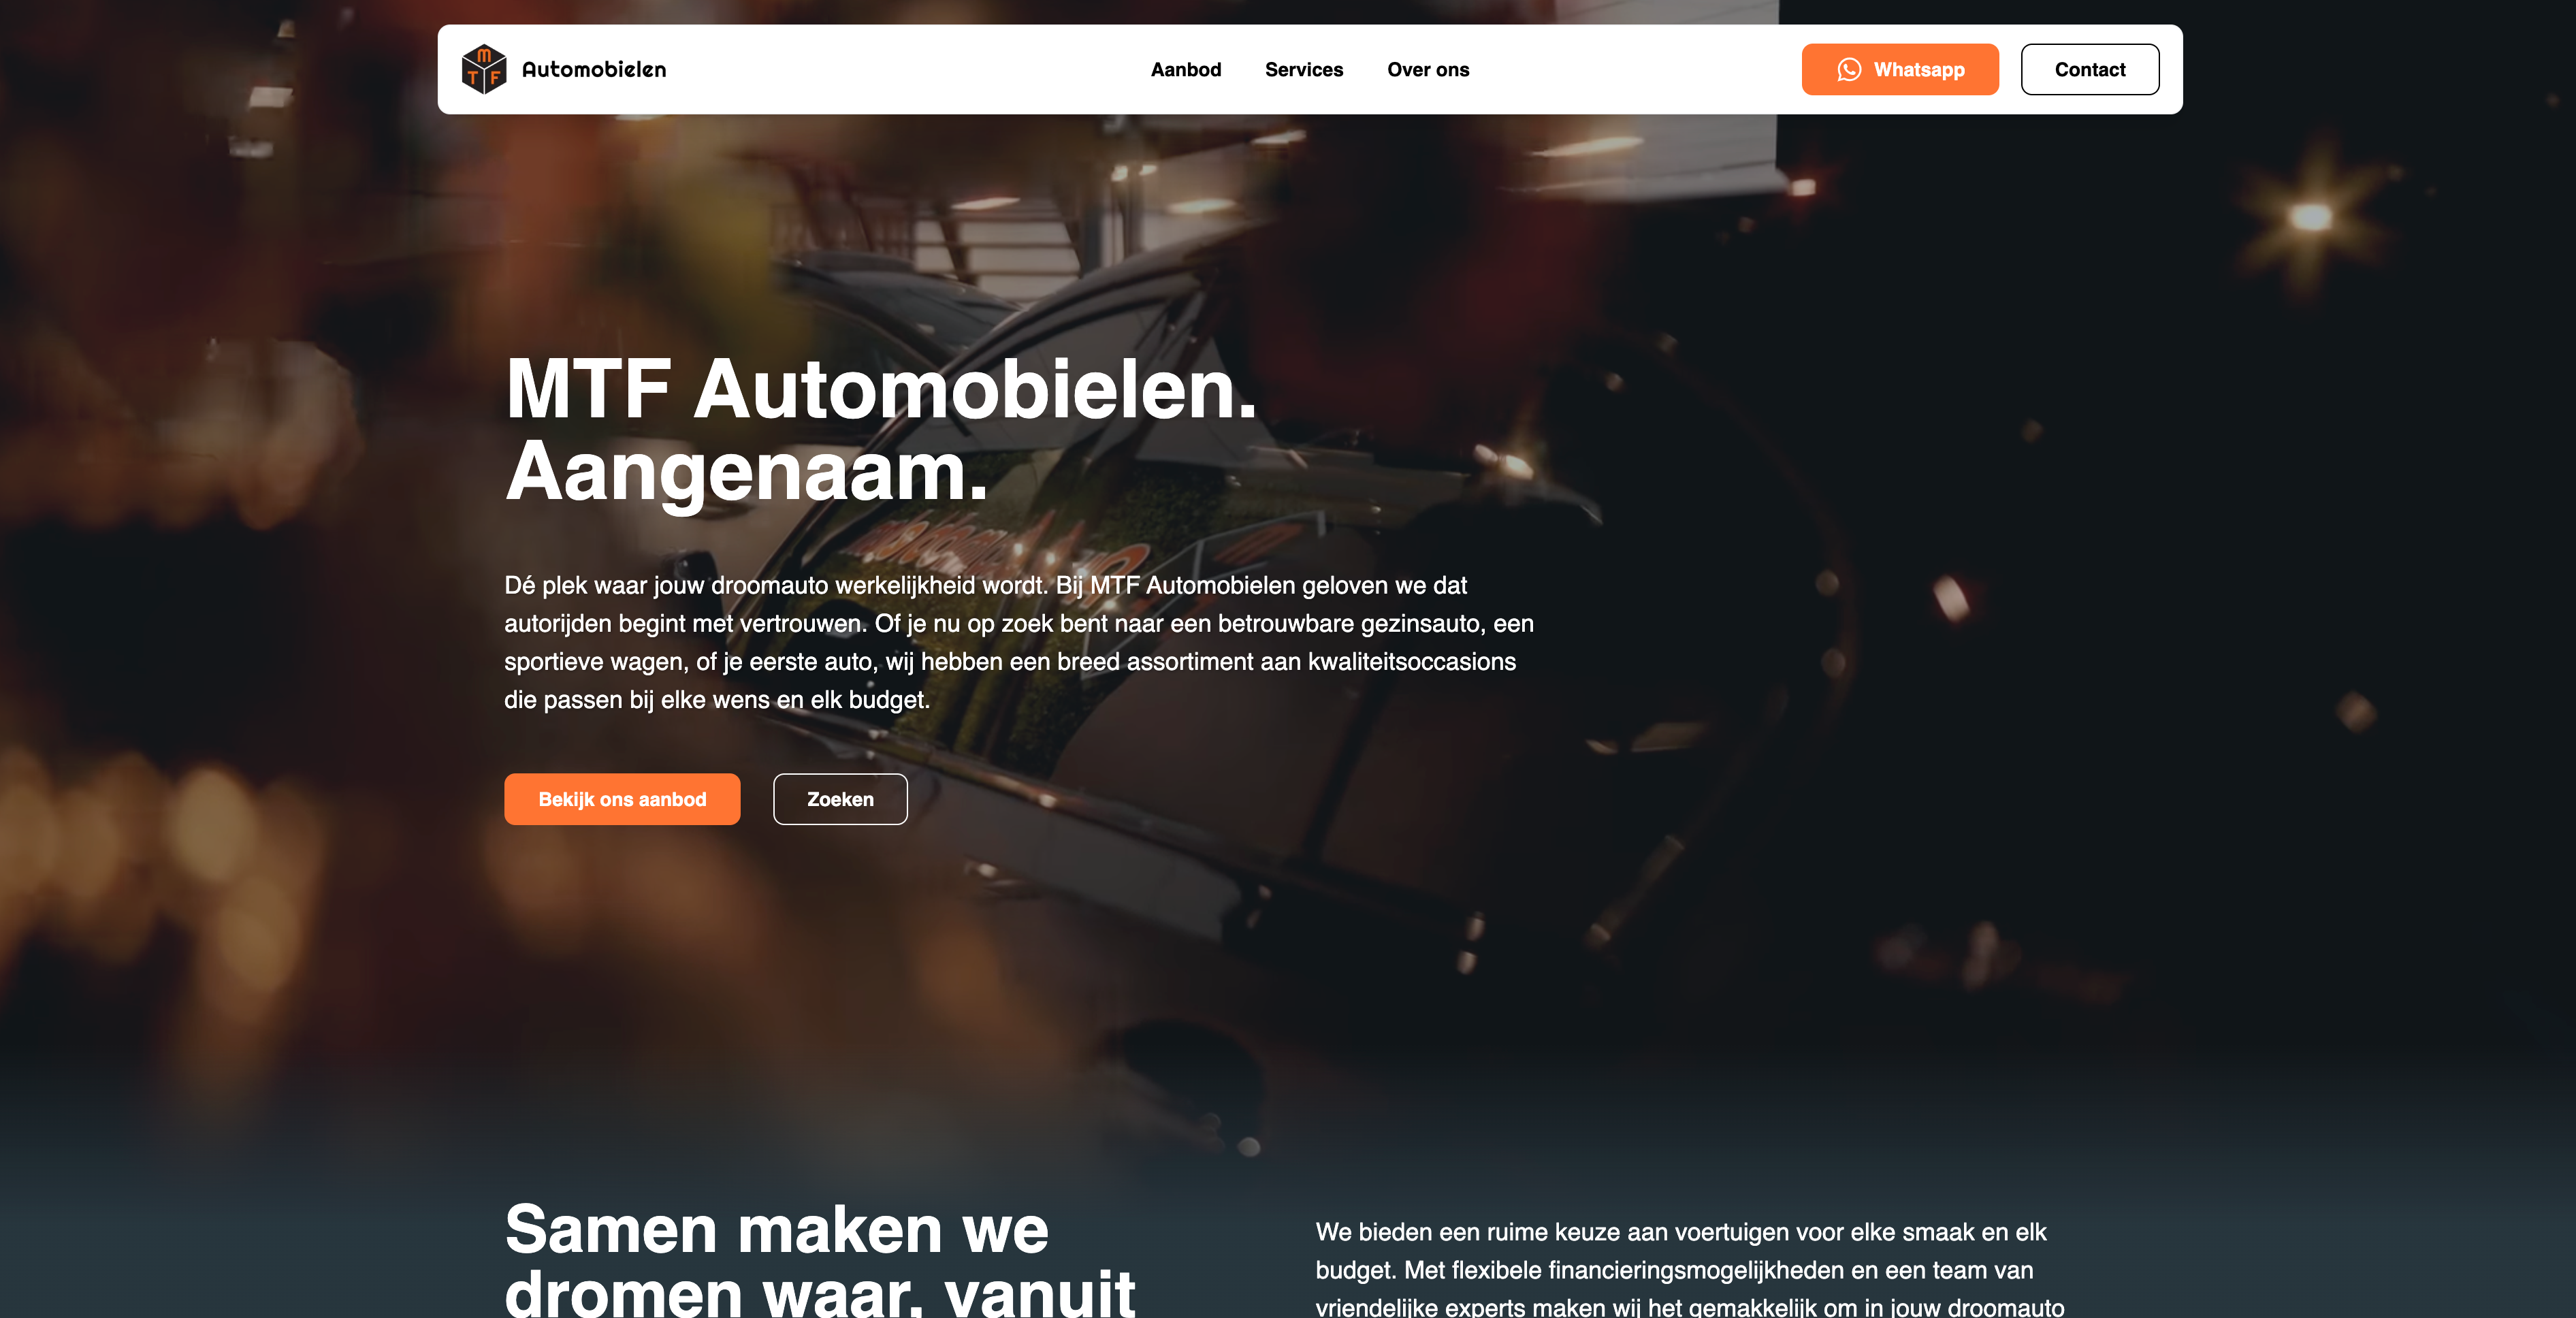 MTF
Automobielen
Aanbod
Services
Over ons
Whatsapp
Contact
MTF Automobielen.
Aangenaam.
Dé plek waar jouw droomauto werkelijkheid wordt. Bij MTF Automobielen geloven we dat
autorijden begint met vertrouwen. Of je nu op zoek bent naar een betrouwbare gezinsauto, een
sportieve wagen, of je eerste auto, wij hebben een breed assortiment aan kwaliteitsoccasions
die passen bij elke wens en elk budget.
Bekijk ons aanbod
Zoeken
Samen maken we
dromen waar, vanuit
We bieden een ruime keuze aan voertuigen voor elke smaak en elk
budget. Met flexibele financieringsmogelijkheden en een team van
vriendelijke experts maken wij het gemakkelijk om in jouw droomauto